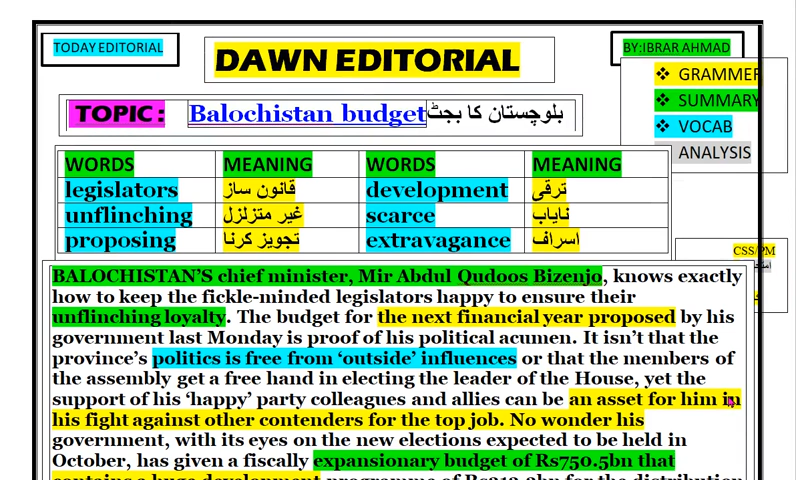 TODAY EDITORIAL
DAWN EDITORIAL
BY:IBRAR AHMAD
❖ GRAMMER
❖ SUMMARY
❖ VOCAB
ANALYSIS
TOPIC : Balochistan budget بلوچستان کا بجٹ
WORDS MEANING WORDS MEANING
legislators قانون ساز development ترقی
unflinching غیر متزلزل scarce نایاب
proposing تجویز کرنا extravagance اسراف
CSS/PM
BALOCHISTAN'S chief minister, Mir Abdul Qudoos Bizenjo, knows exactly
how to keep the fickle-minded legislators happy to ensure their
unflinching loyalty. The budget for the next financial year proposed by his
government last Monday is proof of his political acumen. It isn't that the
province's politics is free from 'outside' influences or that the members of
the assembly get a free hand in electing the leader of the House, yet the
support of his 'happy' party colleagues and allies can be an asset for him in
his fight against other contenders for the top job. No wonder his
government, with its eyes on the new elections expected to be held in
October, has given a fiscally expansionary budget of Rs750.5bn that
contains a huge development programme of for the distribution